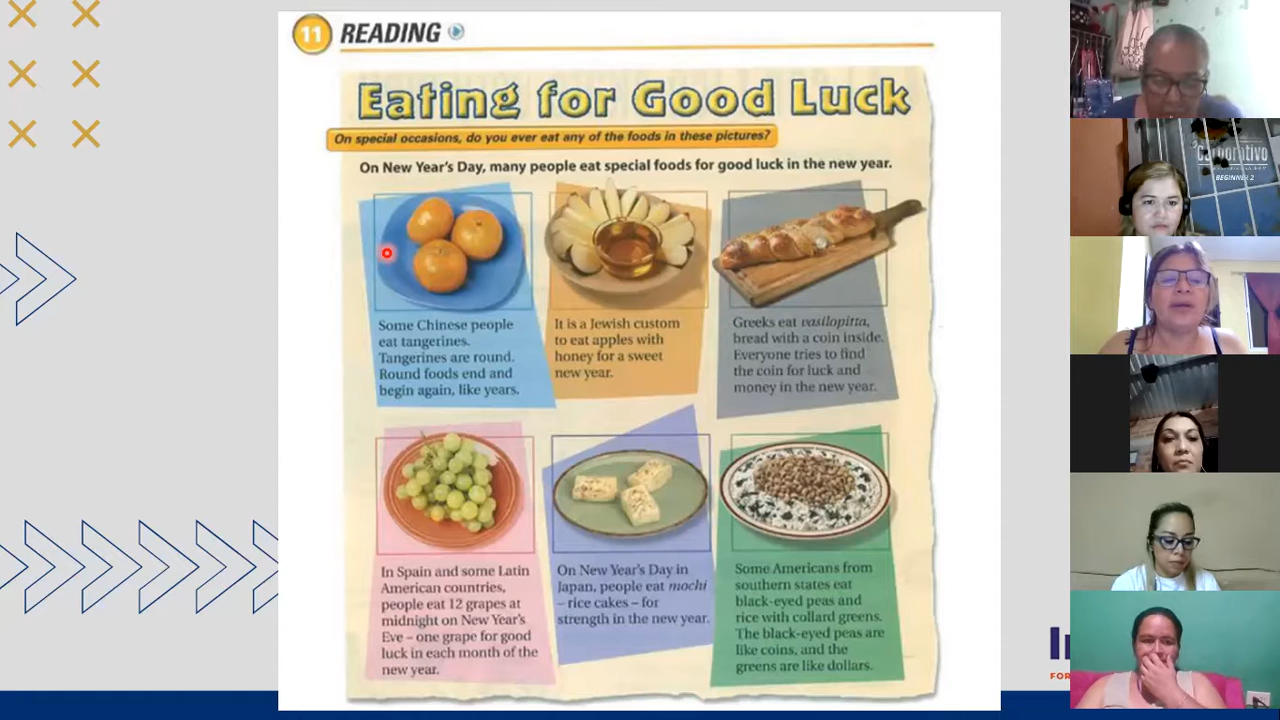 11 READING
Eating for Good Luck
On special occasions, do you ever eat any of the foods in these pictures?
On New Year's Day, many people eat special foods for good luck in the new year.
Some Chinese people
eat tangerines.
Tangerines are round.
Round foods end and
begin again, like years.
It is a Jewish custom
to eat apples with
honey for a sweet
new year.
Greeks eat vasilopitta,
bread with a coin inside.
Everyone tries to find
the coin for luck and
money in the new year.
In Spain and some Latin
American countries,
people eat 12 grapes at
midnight on New Year's
Eve – one grape for good
luck in each month of the
new year.
On New Year's Day in
Japan, people eat mochi
– rice cakes – for
strength in the new year.
Some Americans from
southern states eat
black-eyed peas and
rice with collard greens.
The black-eyed peas are
like coins, and the
greens are like dollars.
Corporativo
BEGINNER 2
FOR